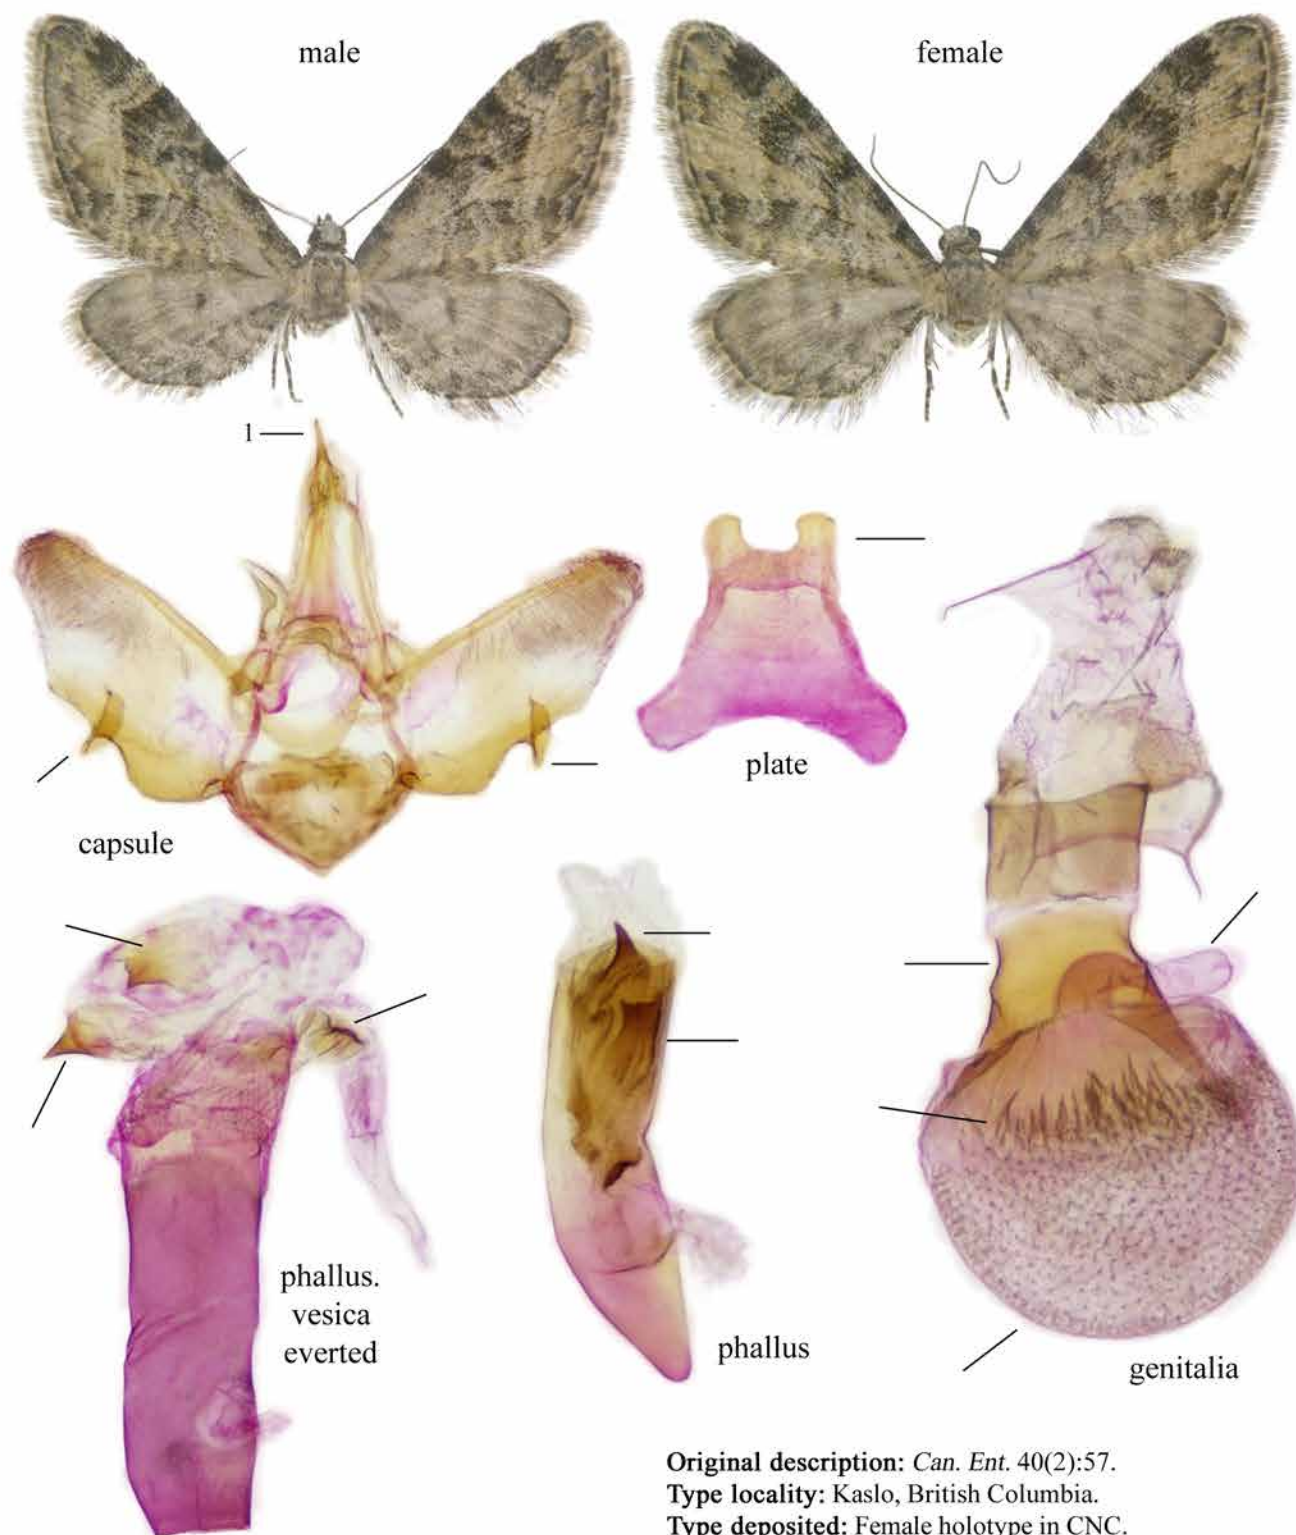 male
female
1
plate
capsule
phallus.
vesica
everted
phallus
genitalia
Original description: Can. Ent. 40(2):57.
Type locality: Kaslo, British Columbia.
Type deposited: Female holotype in CNC.